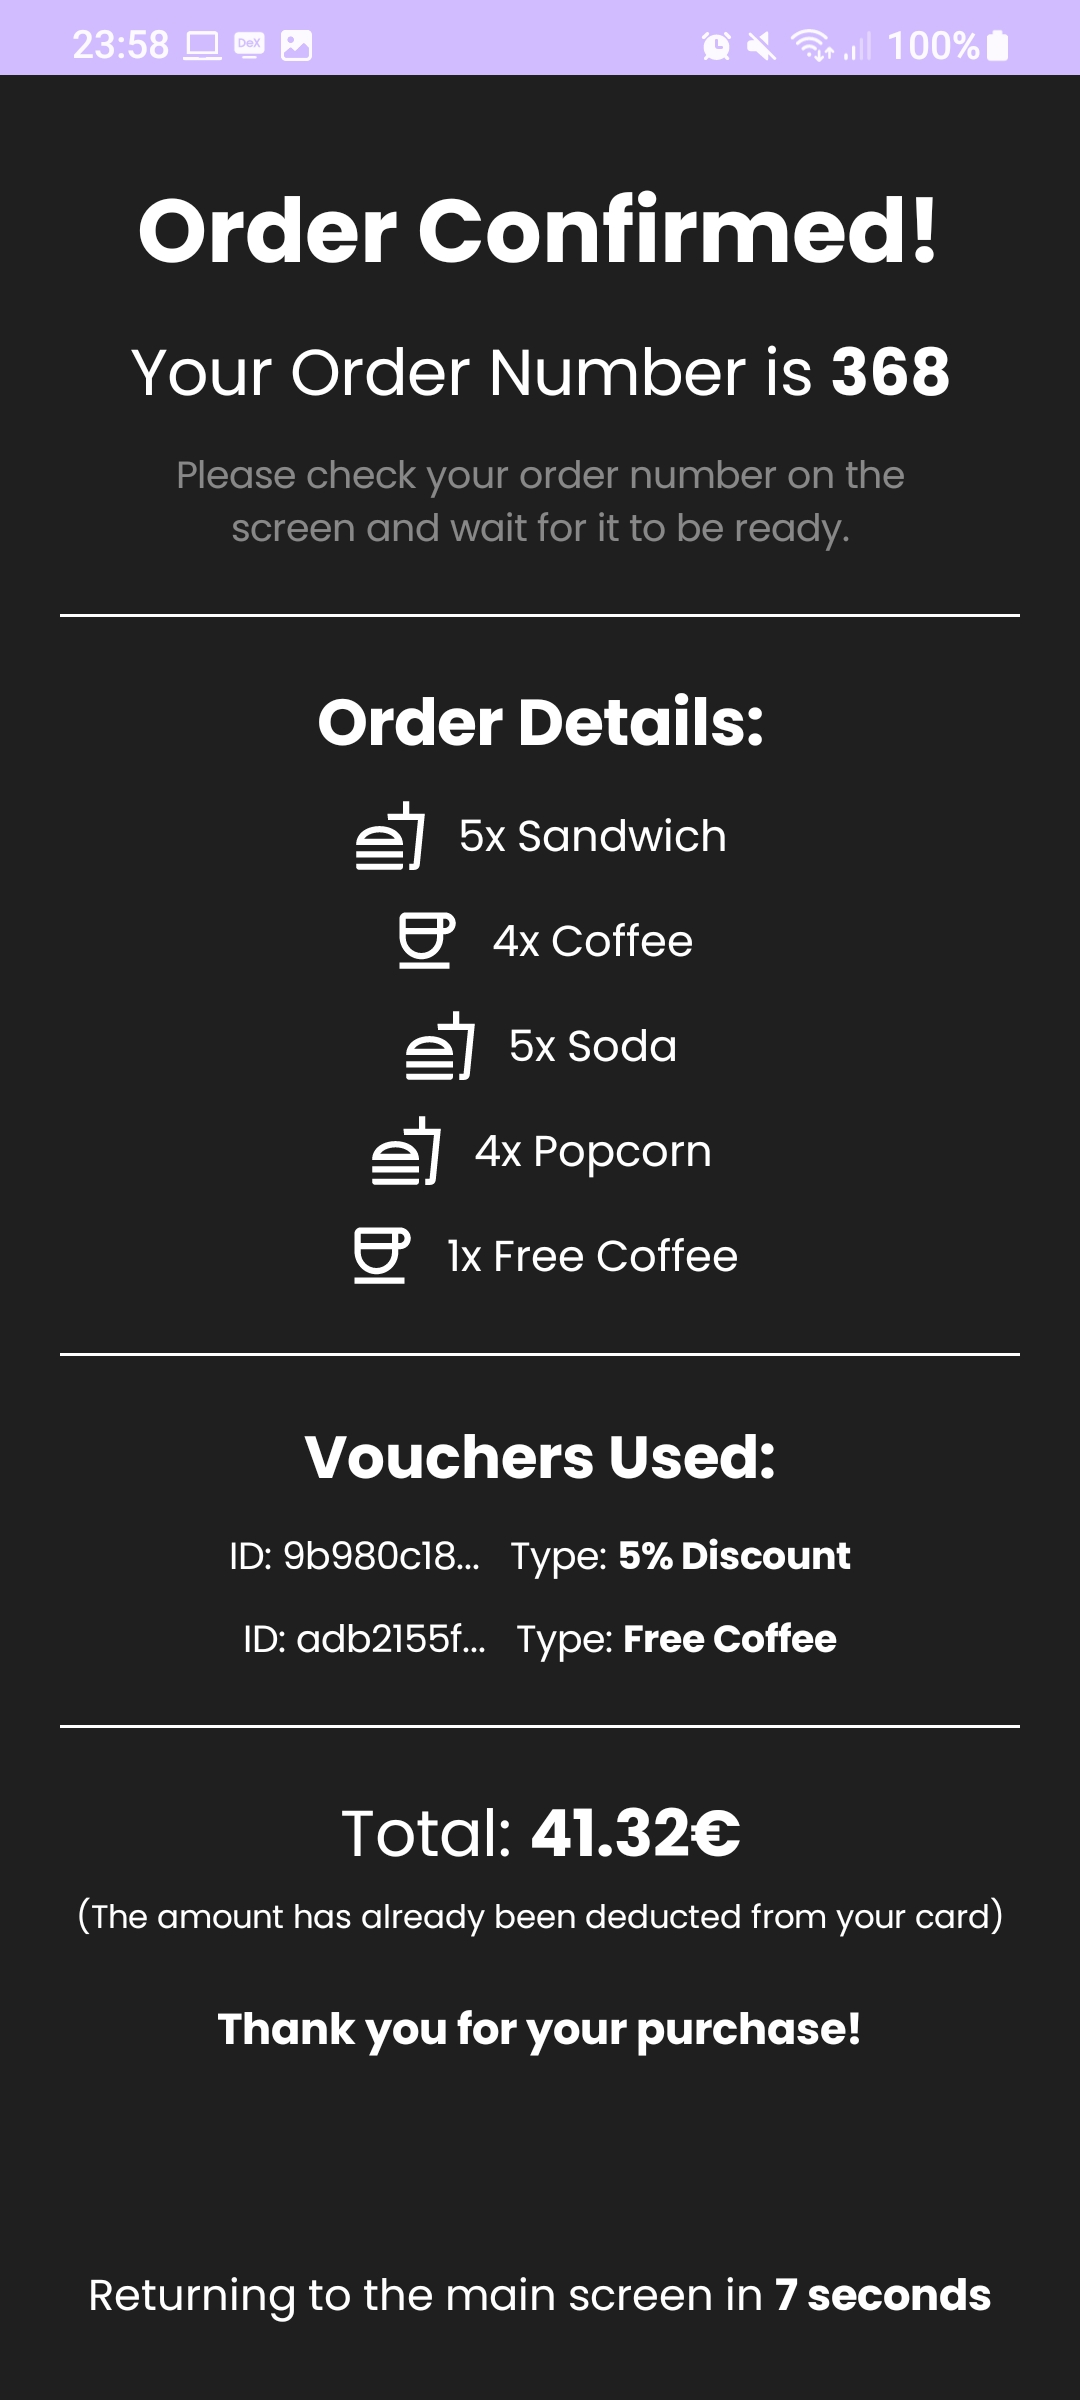 23:58 DeX 100%
Order Confirmed!
Your Order Number is 368
Please check your order number on the
screen and wait for it to be ready.
Order Details:
5x Sandwich
4x Coffee
5x Soda
4x Popcorn
1x Free Coffee
Vouchers Used:
ID: 9b980c18... Type: 5% Discount
ID: adb2155f... Type: Free Coffee
Total: 41.32€
(The amount has already been deducted from your card)
Thank you for your purchase!
Returning to the main screen in 7 seconds